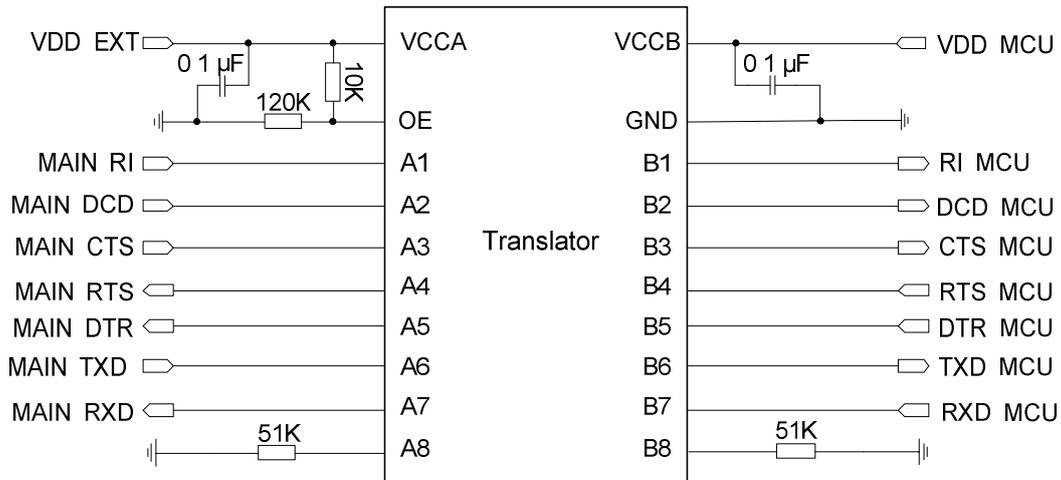 VDD EXT VCCA VCCB VDD MCU
0 1 µF 10K 0 1 µF
120K OE GND
MAIN RI A1 B1 RI MCU
MAIN DCD A2 B2 DCD MCU
MAIN CTS A3 Translator B3 CTS MCU
MAIN RTS A4 B4 RTS MCU
MAIN DTR A5 B5 DTR MCU
MAIN TXD A6 B6 TXD MCU
MAIN RXD A7 B7 RXD MCU
51K A8 B8 51K